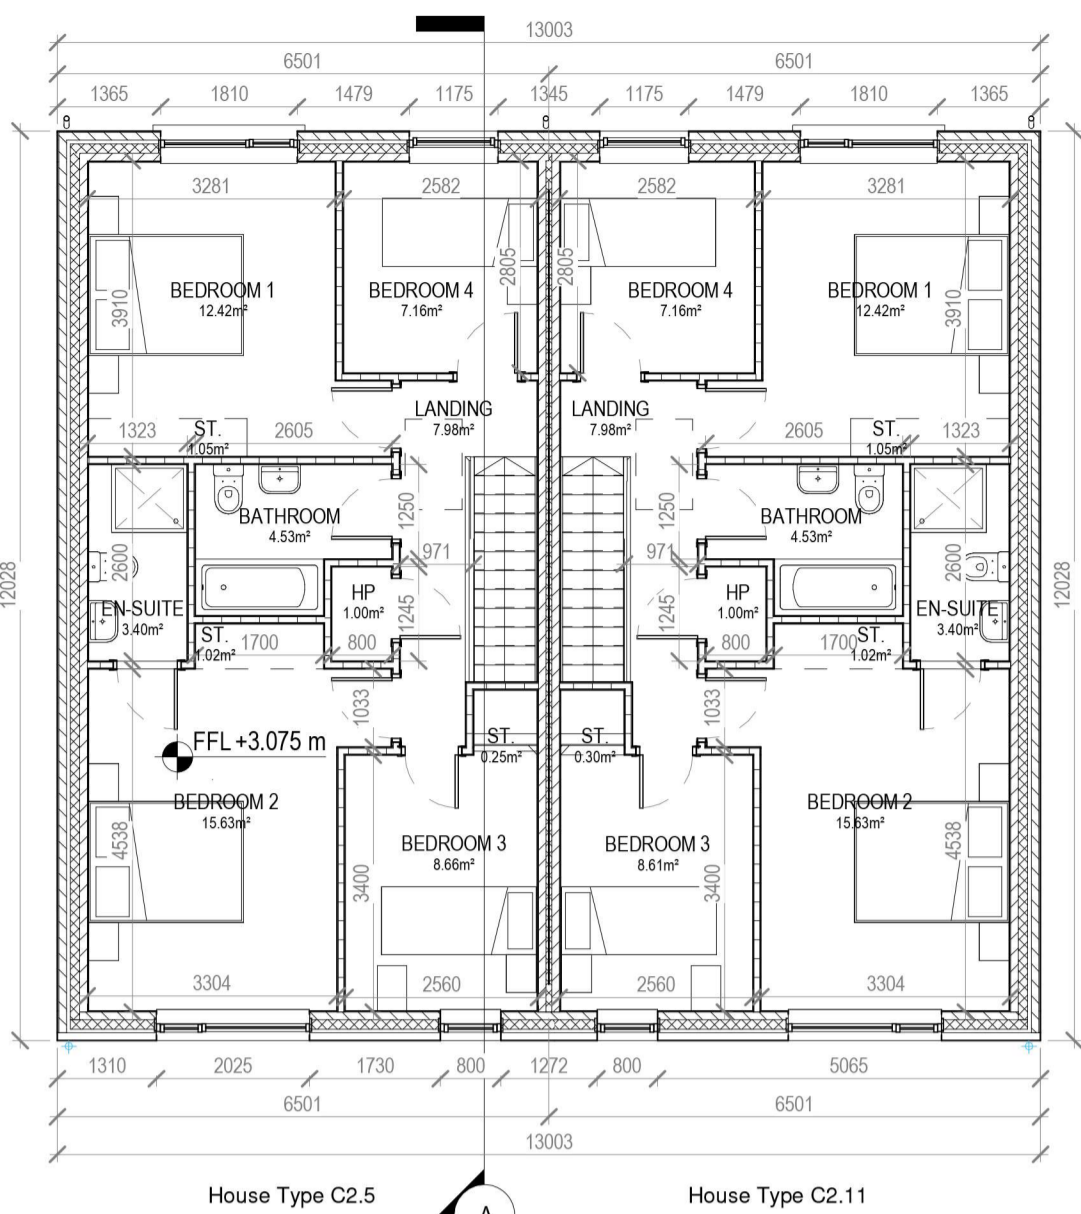 13003
6501 6501
1365 1810 1479 1175 1345 1175 1479 1810 1365
3281 2582 2582 3281
2805 2805
BEDROOM 1 BEDROOM 4 BEDROOM 4 BEDROOM 1
12.42m² 7.16m² 7.16m² 12.42m²
3910 3910
LANDING LANDING
7.98m² 7.98m²
ST. ST.
1.05m² 1.05m²
1323 2605 2605 1323
BATHROOM BATHROOM
4.53m² 4.53m²
1250 1250
971 971
2600 2600
12028 12028
HP HP
1.00m² 1.00m²
EN-SUITE EN-SUITE
3.40m² 3.40m²
1245 1245
ST. ST.
1.02m² 1.02m²
1700 800 800 1700
1033 1033
FFL +3.075 m
ST. ST.
0.25m² 0.30m²
BEDROOM 2 BEDROOM 2
15.63m² 15.63m²
4538 4538
BEDROOM 3 BEDROOM 3
8.66m² 8.61m²
3400 3400
3304 2560 2560 3304
1310 2025 1730 800 1272 800 5065
6501 6501
13003
House Type C2.5 House Type C2.11
A